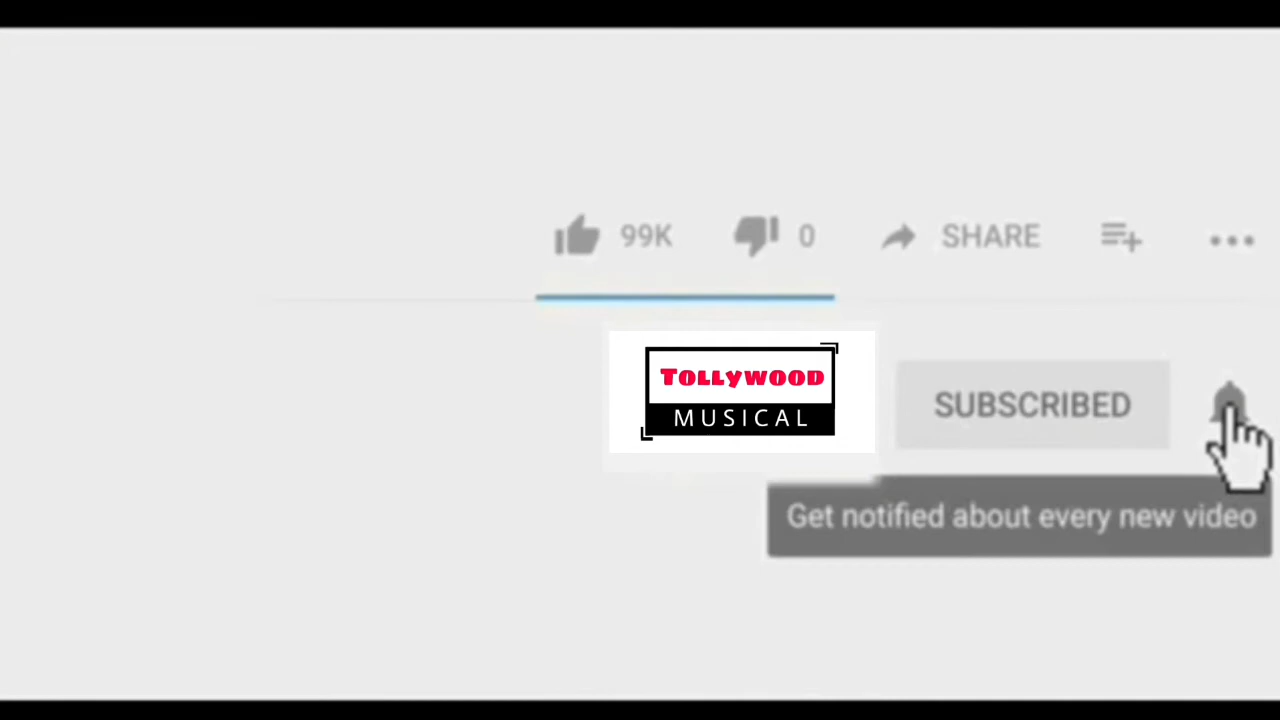 99K 0 SHARE
TOLLYWOOD
MUSICAL
SUBSCRIBED
Get notified about every new video